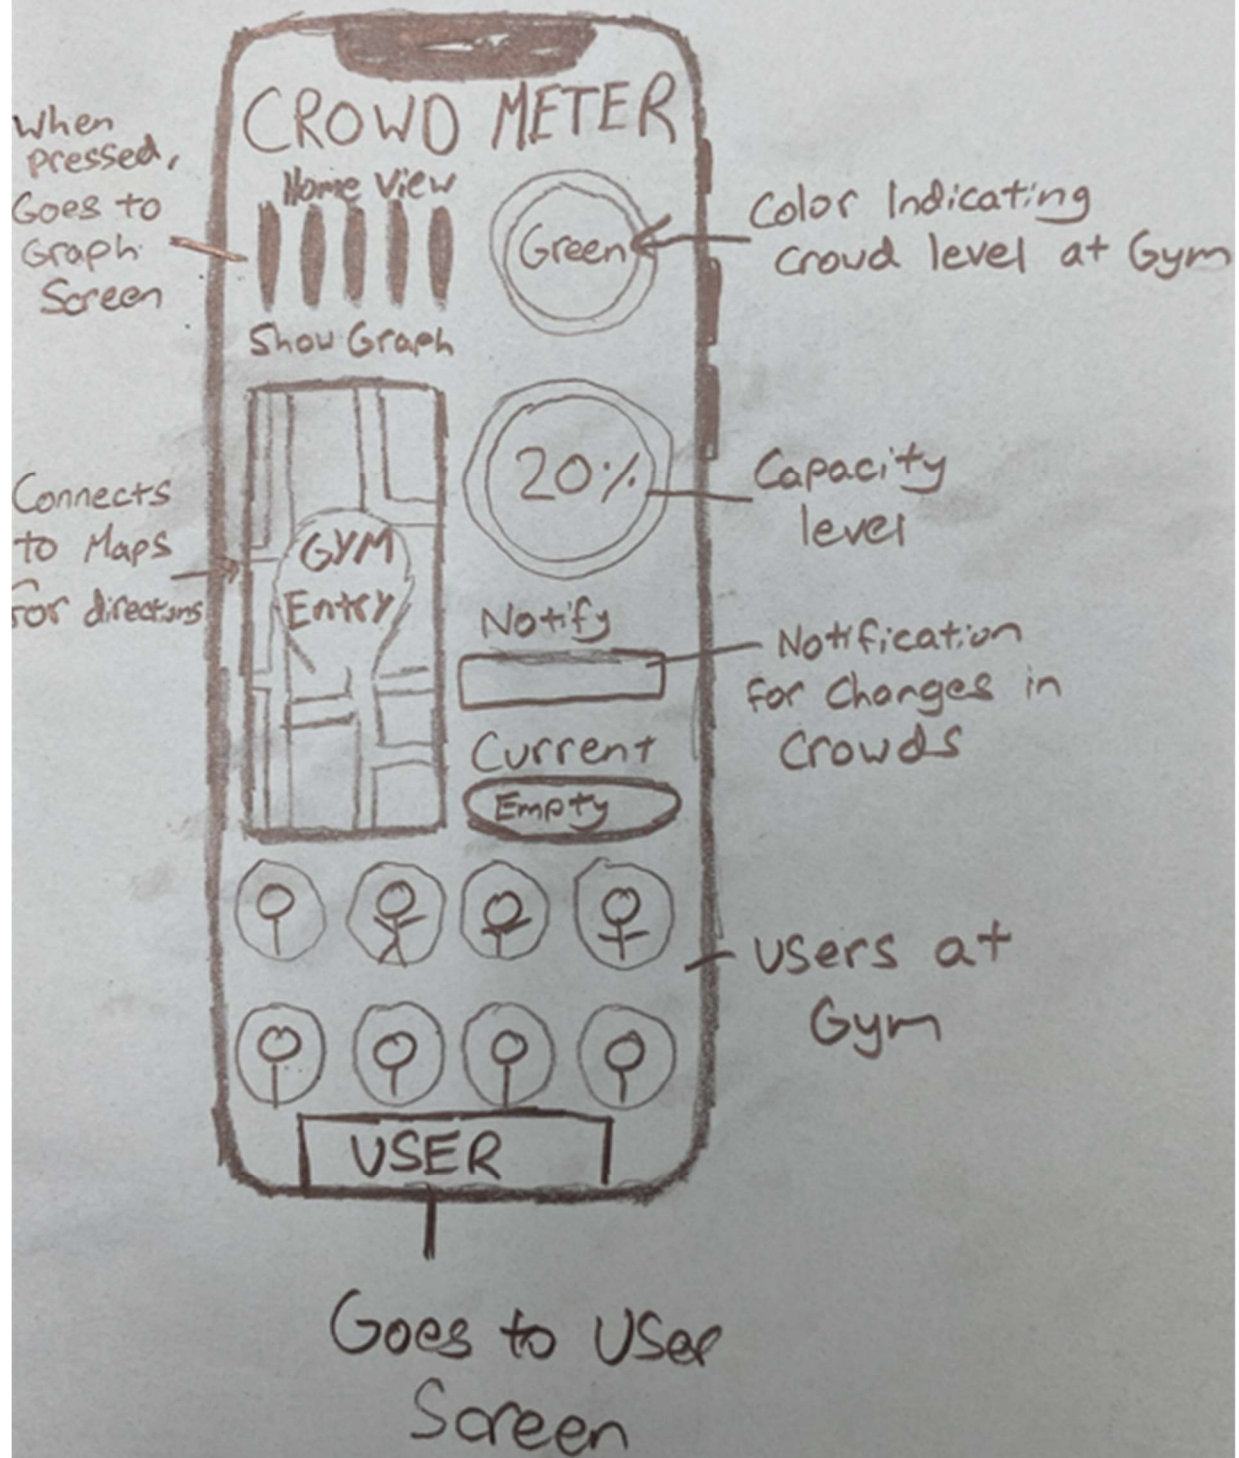 CROWD METER
When
pressed,
Goes to
Graph
Screen
Home View
Show Graph
Green
Color Indicating
Croud level at Gym
Connects
to Maps
for directions
GYM
Entry
20%
Capacity
level
Notify
Notification
for Changes in
Crowds
Current
Empty
Users at
Gym
USER
Goes to User
Screen